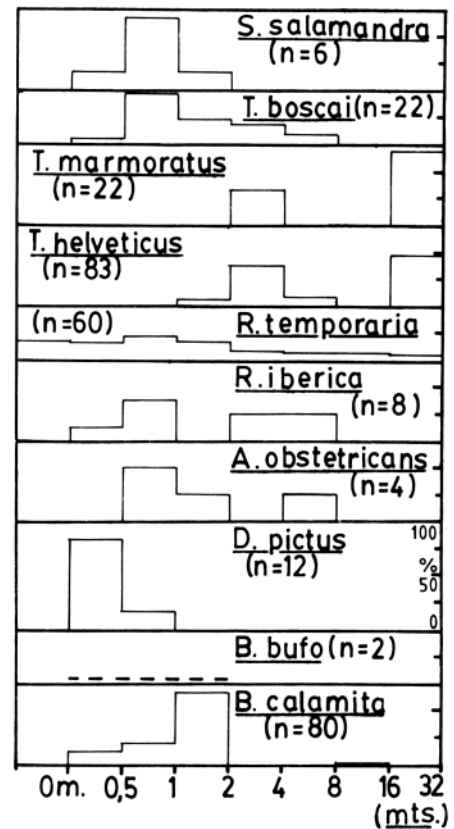 S. salamandra
(n=6)
T. boscai (n=22)
T. marmoratus
(n=22)
T. helveticus
(n=83)
(n=60) R. temporaria
R. iberica
(n=8)
A. obstetricans
(n=4)
D. pictus
(n=12)
100
%
50
0
B. bufo (n=2)
B. calamita
(n=80)
0m. 0,5 1 2 4 8 16 32
(mts.)